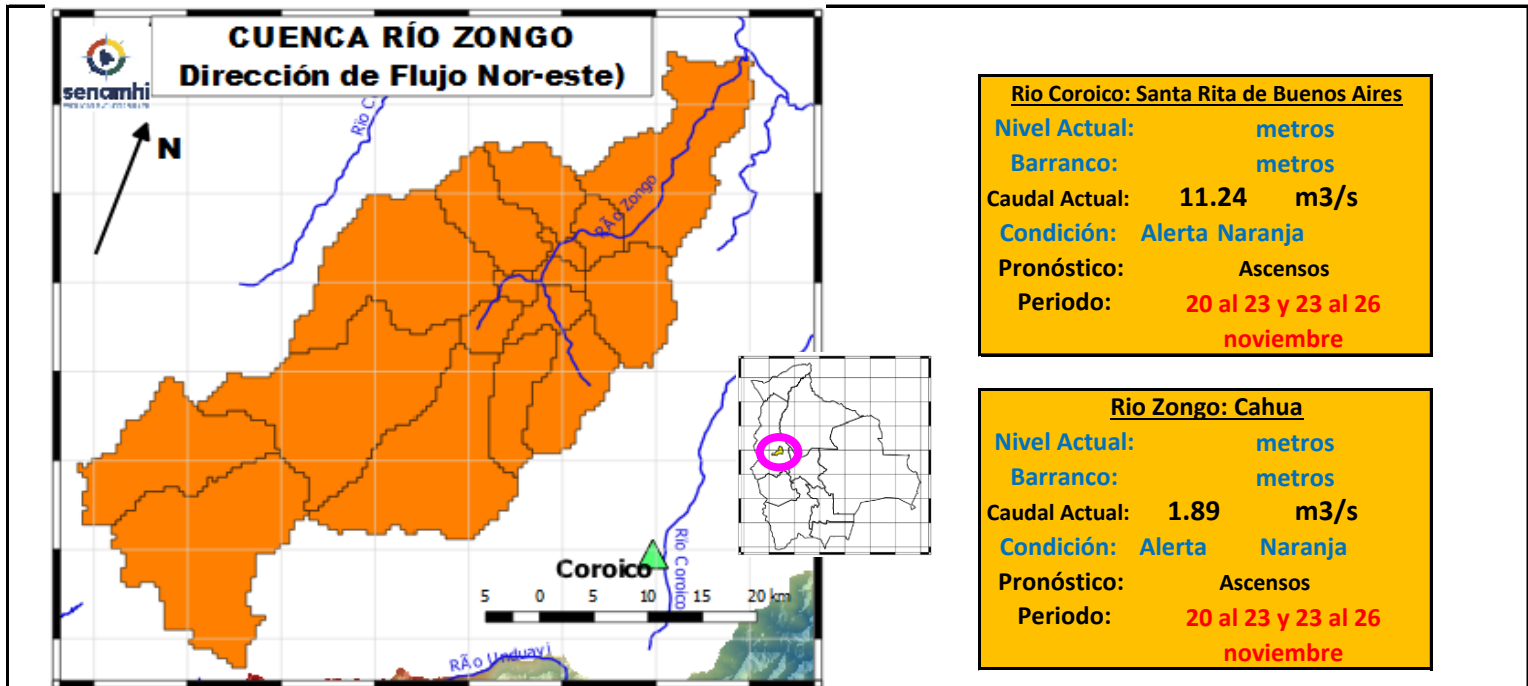 CUENCA RÍO ZONGO
Dirección de Flujo Nor-este)
senamhi
N
Río C
RÃo Zongo
Río Coroico
Coroico
5 0 5 10 15 20 km
RÃo Unduavi
Rio Coroico: Santa Rita de Buenos Aires
Nivel Actual: metros
Barranco: metros
Caudal Actual: 11.24 m3/s
Condición: Alerta Naranja
Pronóstico: Ascensos
Periodo: 20 al 23 y 23 al 26
noviembre
Rio Zongo: Cahua
Nivel Actual: metros
Barranco: metros
Caudal Actual: 1.89 m3/s
Condición: Alerta Naranja
Pronóstico: Ascensos
Periodo: 20 al 23 y 23 al 26
noviembre